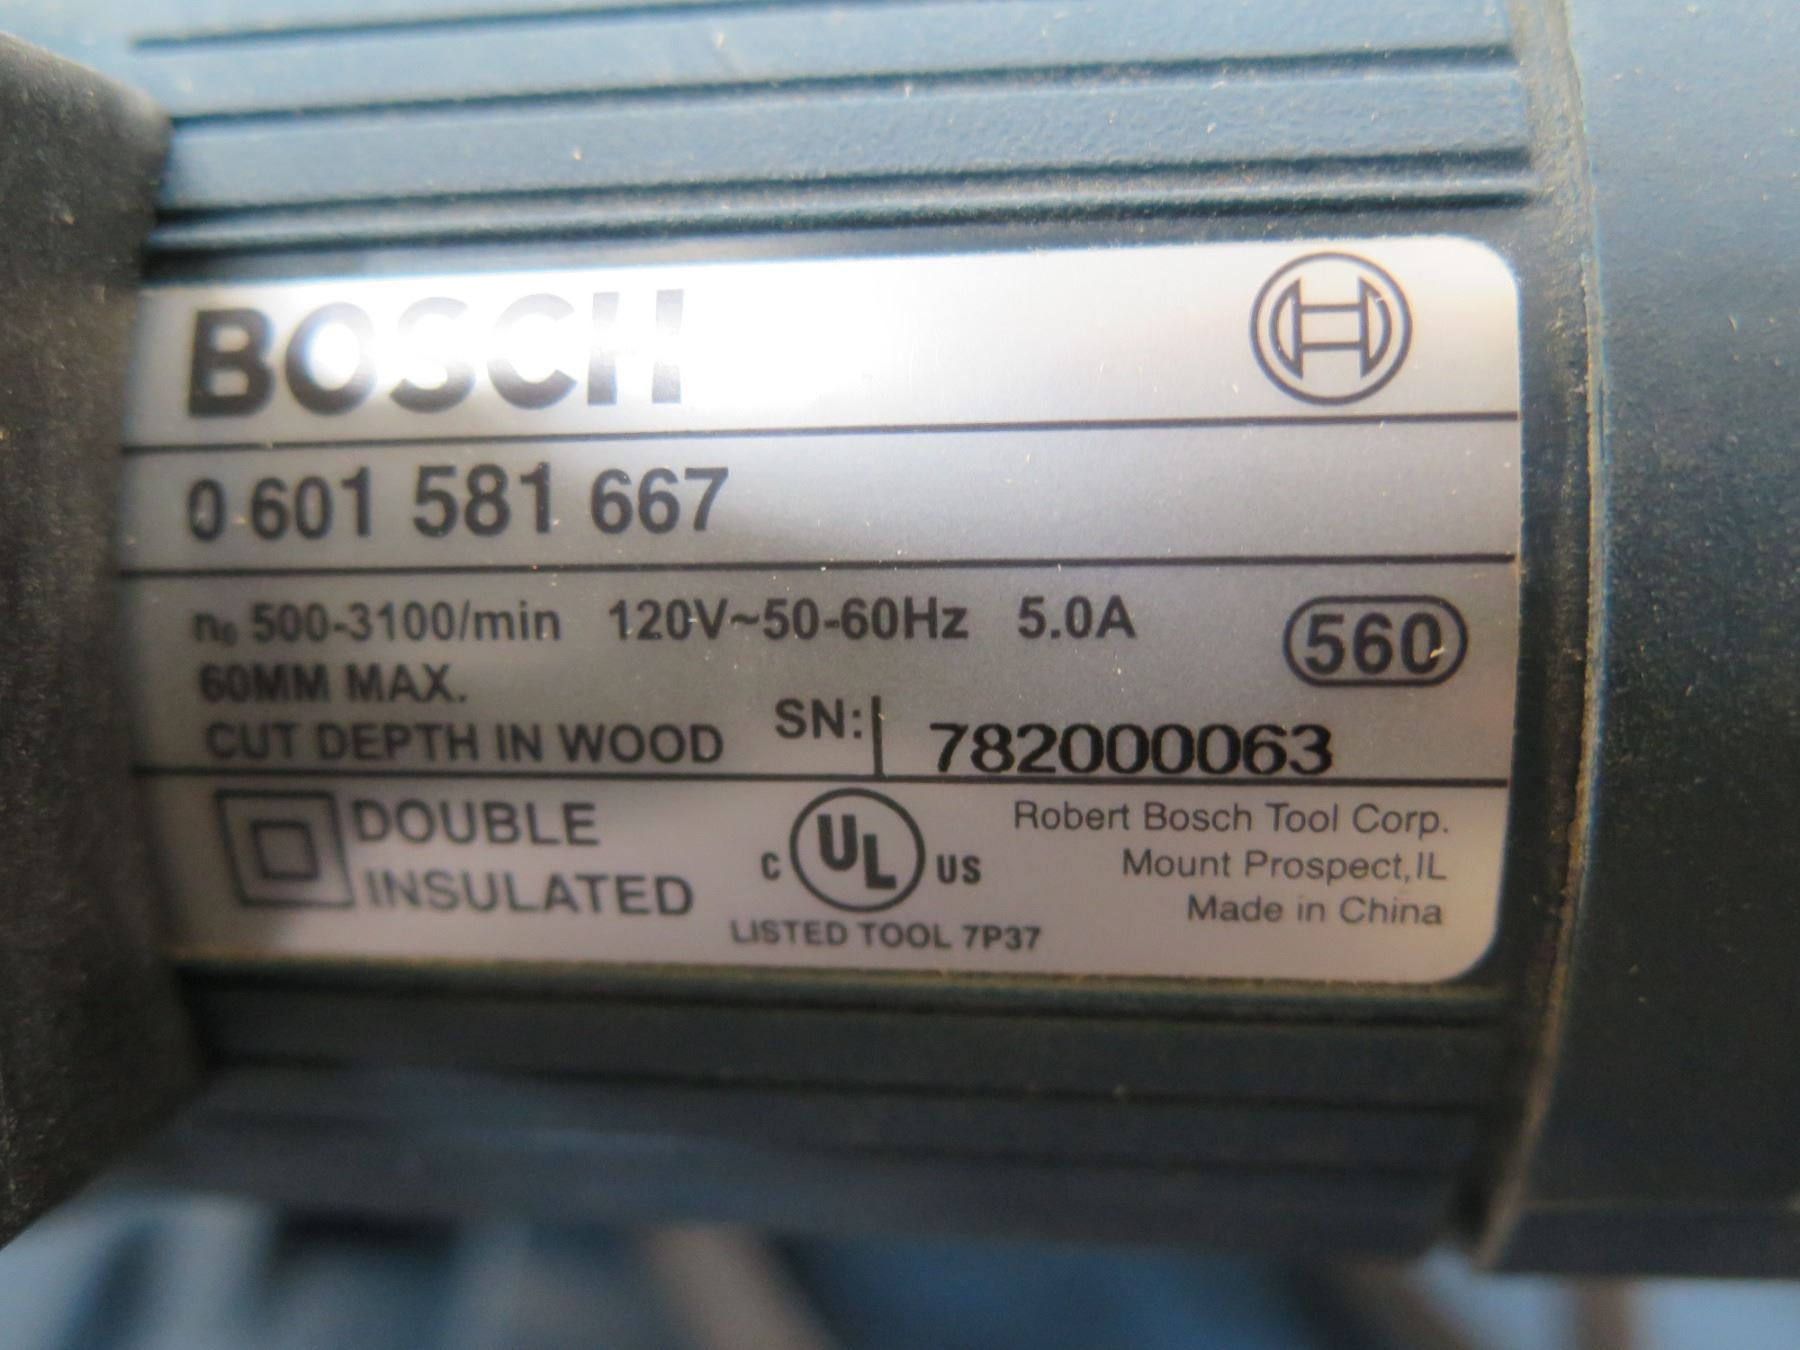 BOSCH
0 601 581 667
n₀ 500-3100/min 120V~50-60Hz 5.0A
560
60MM MAX.
CUT DEPTH IN WOOD
SN: 782000063
DOUBLE
INSULATED
C UL US
LISTED TOOL 7P37
Robert Bosch Tool Corp.
Mount Prospect,IL
Made in China